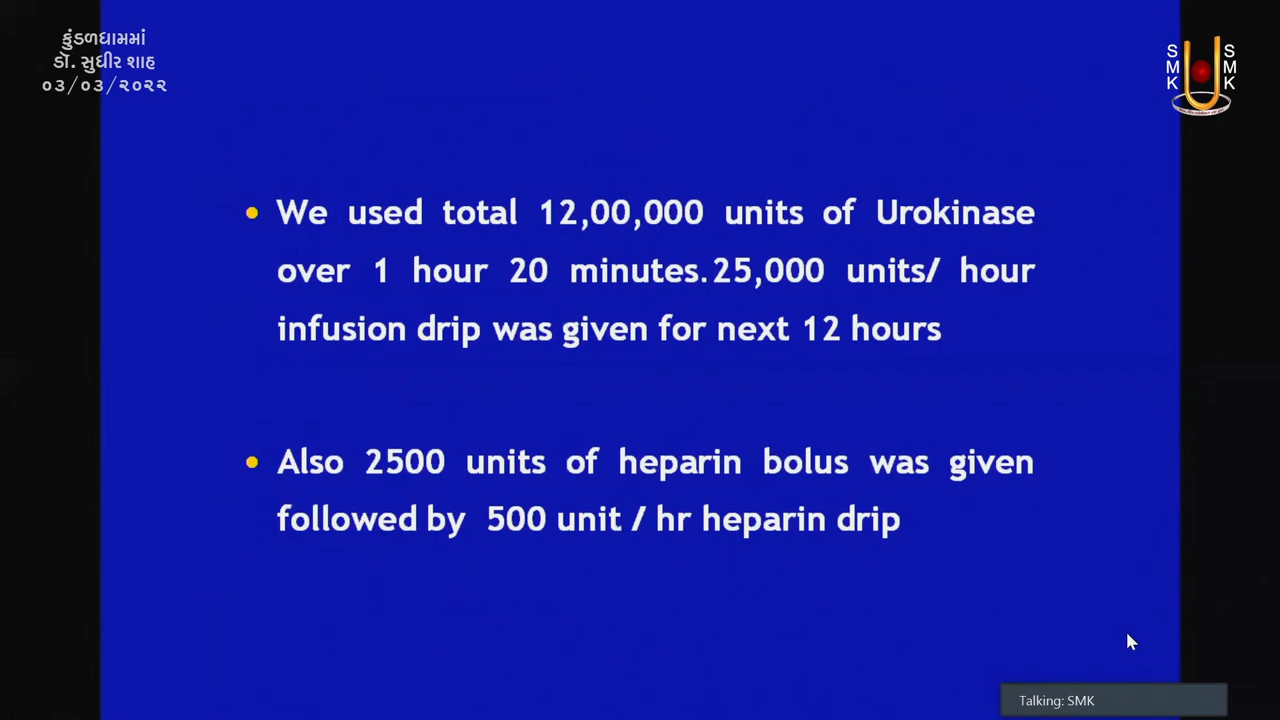 કુંડળધામમાં
ડૉ. સુધીર શાહ
૦૩/૦૩/૨૦૨૨
SMK
SMK
• We used total 12,00,000 units of Urokinase
over 1 hour 20 minutes.25,000 units/ hour
infusion drip was given for next 12 hours
• Also 2500 units of heparin bolus was given
followed by 500 unit / hr heparin drip
Talking: SMK